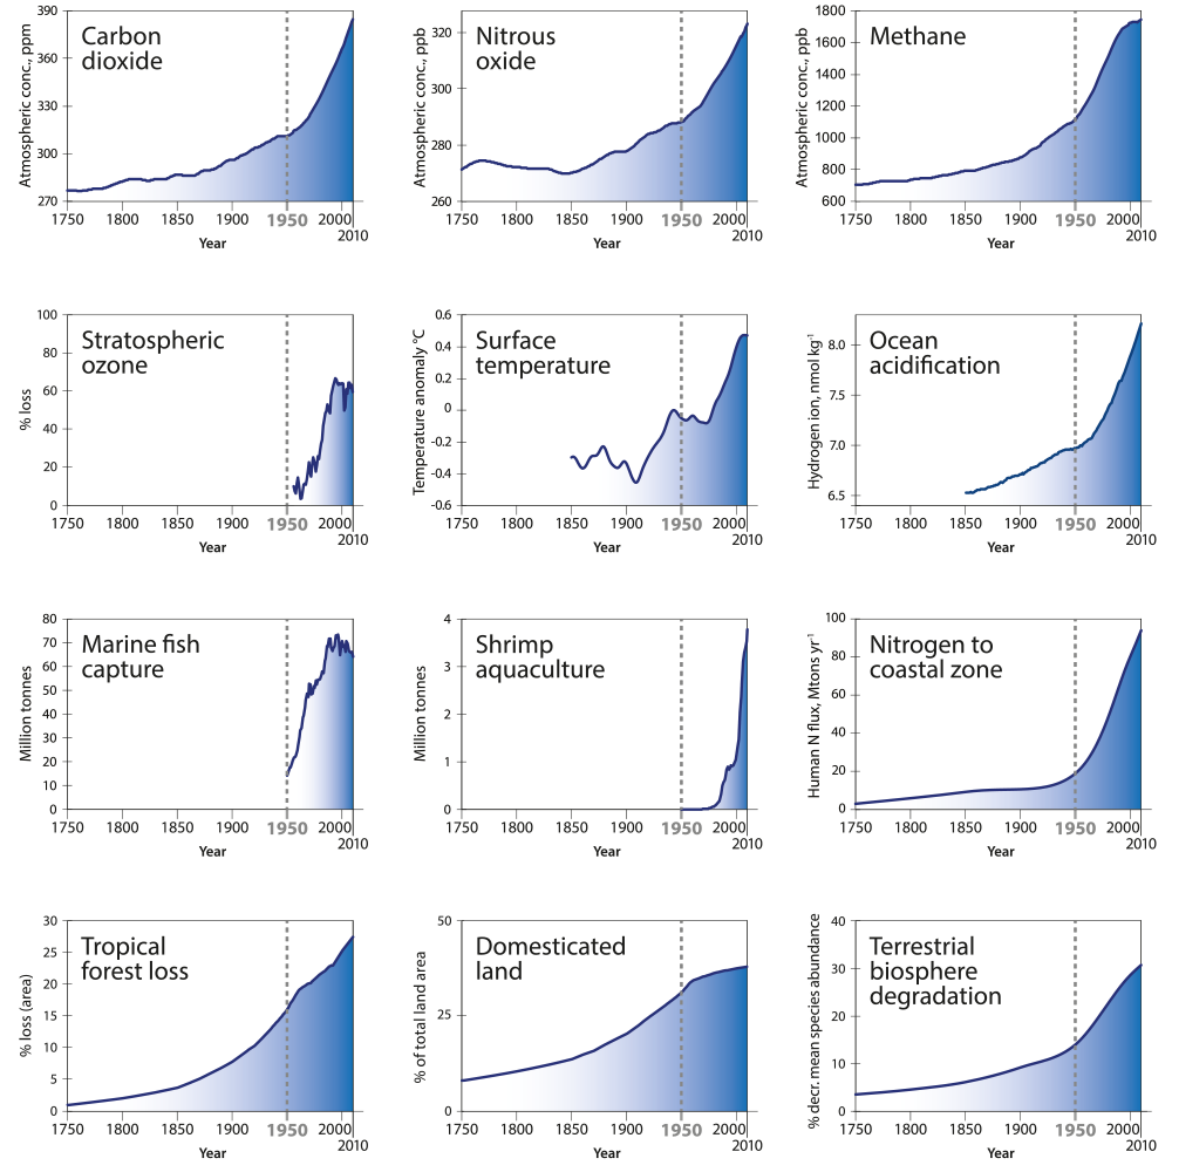 Carbon
dioxide
Atmospheric conc., ppm
390
360
330
300
270
1750 1800 1850 1900 1950 2000
2010
Year
Nitrous
oxide
Atmospheric conc., ppb
320
300
280
260
1750 1800 1850 1900 1950 2000
2010
Year
Methane
Atmospheric conc., ppb
1800
1600
1400
1200
1000
800
600
1750 1800 1850 1900 1950 2000
2010
Year
Stratospheric
ozone
% loss
100
80
60
40
20
0
1750 1800 1850 1900 1950 2000
2010
Year
Surface
temperature
Temperature anomaly °C
0.6
0.4
0.2
0
-0.2
-0.4
-0.6
1750 1800 1850 1900 1950 2000
2010
Year
Ocean
acidification
Hydrogen ion, nmol kg⁻¹
8.0
7.5
7.0
6.5
1750 1800 1850 1900 1950 2000
2010
Year
Marine fish
capture
Million tonnes
80
70
60
50
40
30
20
10
0
1750 1800 1850 1900 1950 2000
2010
Year
Shrimp
aquaculture
Million tonnes
4
3
2
1
0
1750 1800 1850 1900 1950 2000
2010
Year
Nitrogen to
coastal zone
Human N flux, Mtons yr⁻¹
100
80
60
40
20
0
1750 1800 1850 1900 1950 2000
2010
Year
Tropical
forest loss
% loss (area)
30
25
20
15
10
5
0
1750 1800 1850 1900 1950 2000
2010
Year
Domesticated
land
% of total land area
50
25
0
1750 1800 1850 1900 1950 2000
2010
Year
Terrestrial
biosphere
degradation
% decr. mean species abundance
40
30
20
10
0
1750 1800 1850 1900 1950 2000
2010
Year